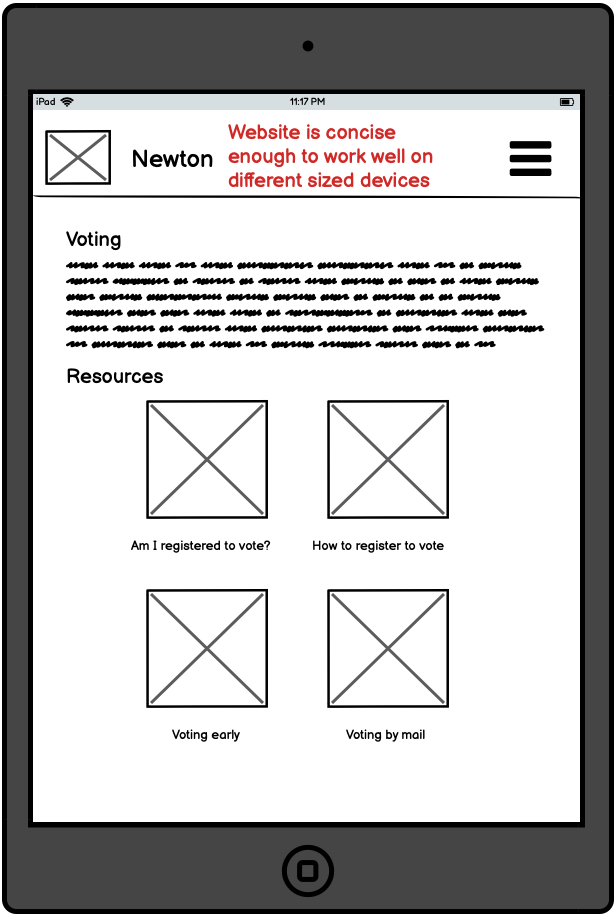 iPad
11:17 PM
Newton
Website is concise
enough to work well on
different sized devices
Voting
Resources
Am I registered to vote?
How to register to vote
Voting early
Voting by mail